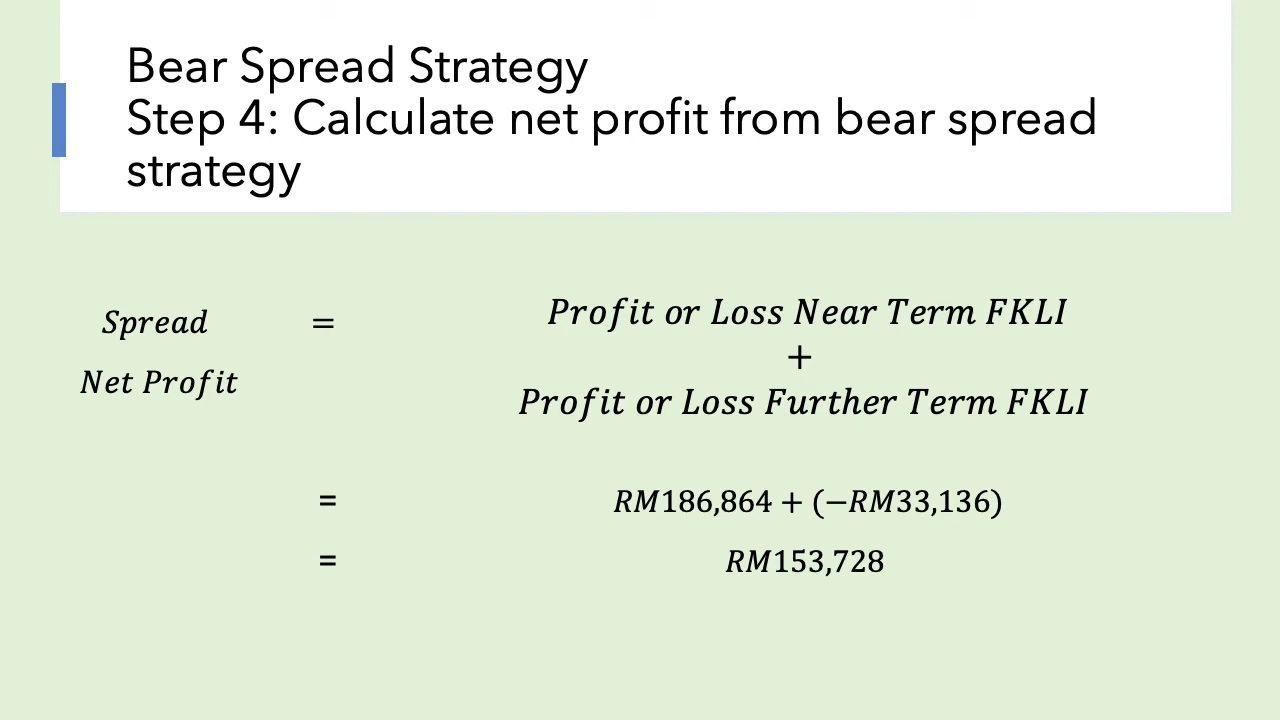 Bear Spread Strategy
Step 4: Calculate net profit from bear spread
strategy
Spread = Profit or Loss Near Term FKLI
+
Net Profit
Profit or Loss Further Term FKLI
= RM186,864 + (−RM33,136)
= RM153,728